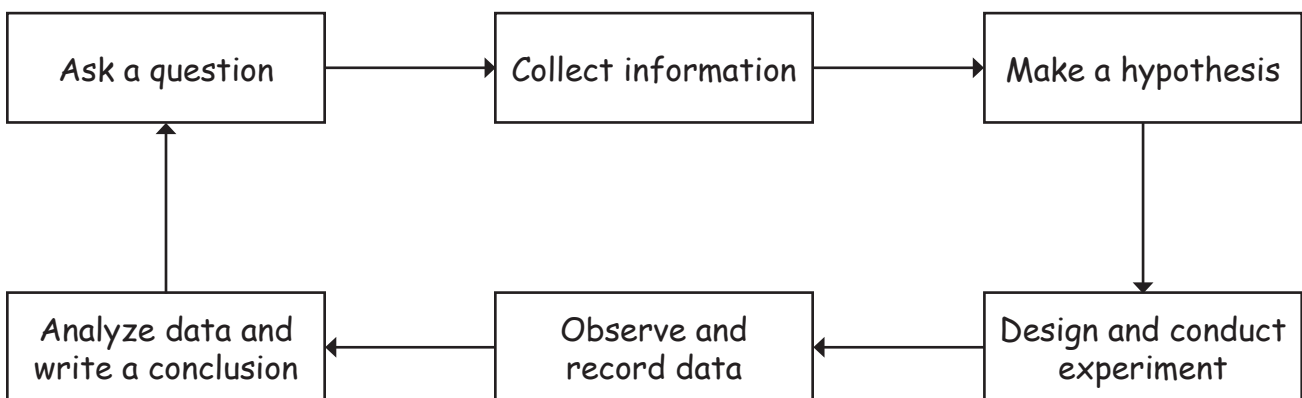 Ask a question
Collect information
Make a hypothesis
Design and conduct
experiment
Observe and
record data
Analyze data and
write a conclusion